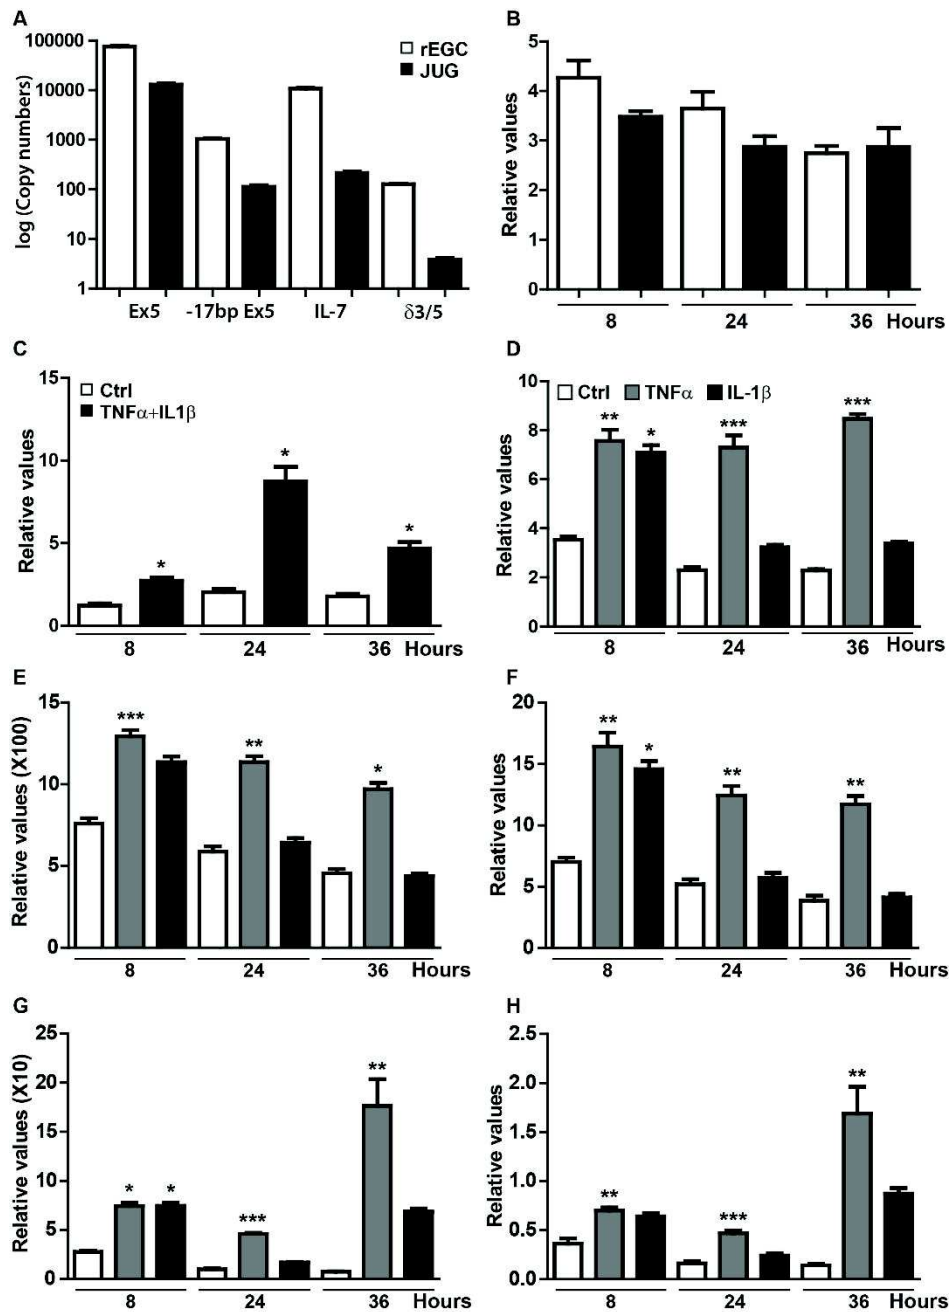 A
log (Copy numbers)
100000
10000
1000
100
10
1
rEGC
JUG
Ex5 -17bp Ex5 IL-7 δ3/5
B
Relative values
5
4
3
2
1
0
8 24 36 Hours
C
Relative values
15
10
5
0
Ctrl
TNFα+IL1β
* * *
8 24 36 Hours
D
Relative values
10
8
6
4
2
0
Ctrl TNFα IL-1β
** * *** ***
8 24 36 Hours
E
Relative values (X100)
15
10
5
0
*** ** *
8 24 36 Hours
F
Relative values
20
15
10
5
0
** * ** **
8 24 36 Hours
G
Relative values (X10)
25
20
15
10
5
0
* * *** **
8 24 36 Hours
H
Relative values
2.5
2.0
1.5
1.0
0.5
0.0
** *** **
8 24 36 Hours